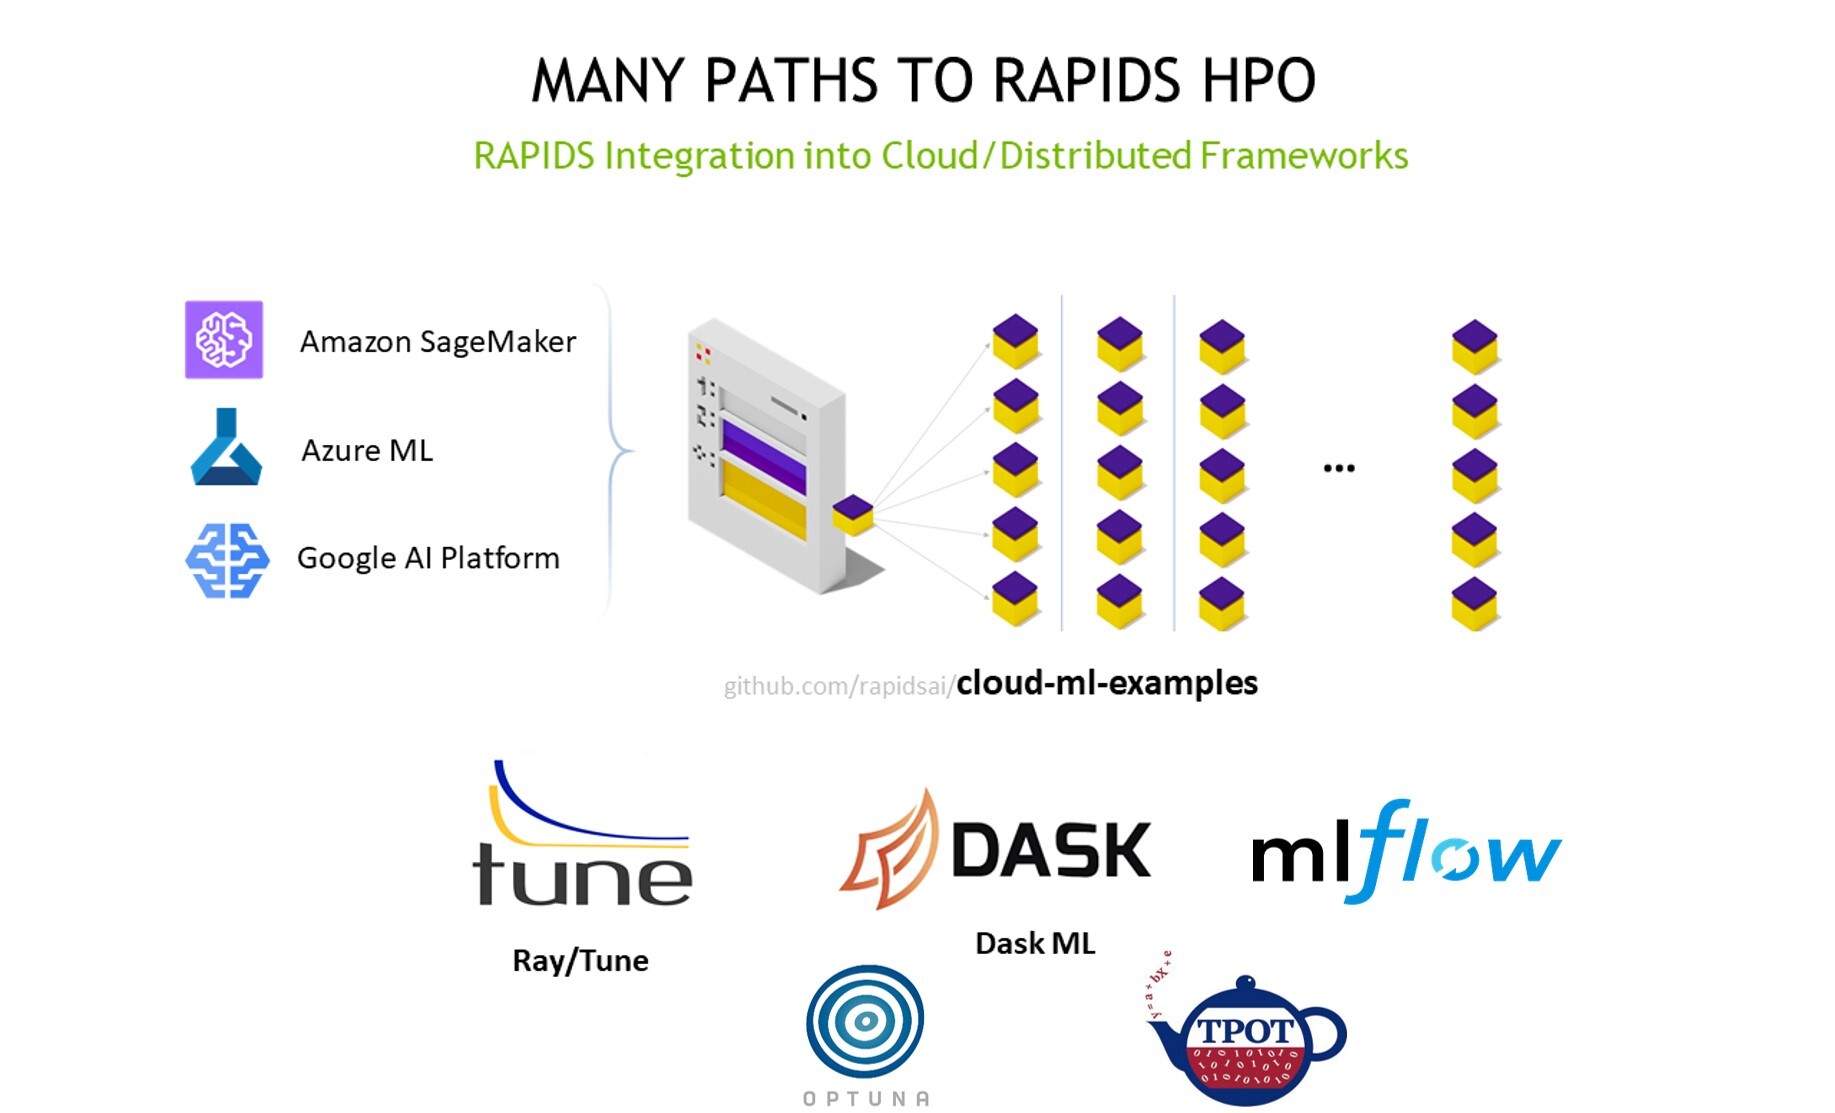 MANY PATHS TO RAPIDS HPO
RAPIDS Integration into Cloud/Distributed Frameworks
Amazon SageMaker
Azure ML
Google AI Platform
...
github.com/rapidsai/cloud-ml-examples
tune
DASK
mlflow
Ray/Tune
Dask ML
y = a + bx + e
OPTUNA
TPOT